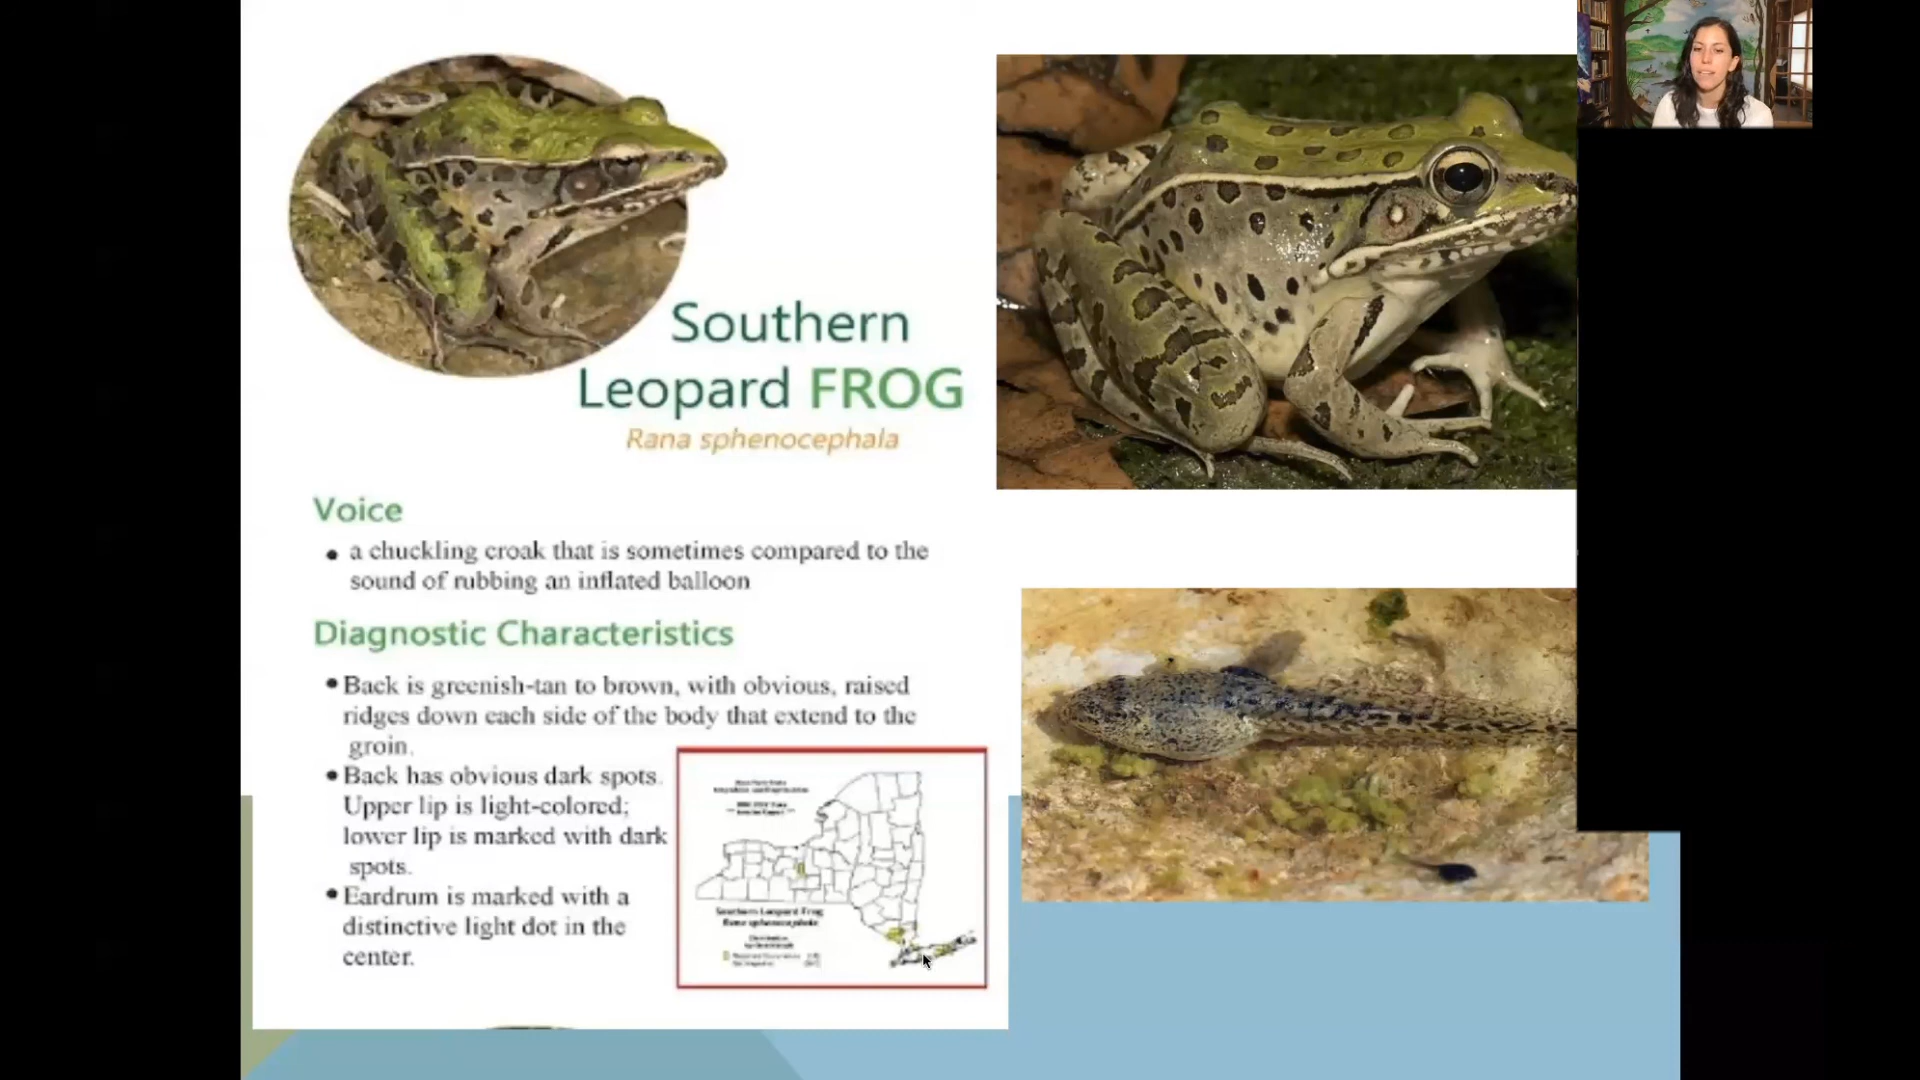 Southern
Leopard FROG
Rana sphenocephala
Voice
• a chuckling croak that is sometimes compared to the
sound of rubbing an inflated balloon
Diagnostic Characteristics
• Back is greenish-tan to brown, with obvious, raised
ridges down each side of the body that extend to the
groin.
• Back has obvious dark spots.
Upper lip is light-colored;
lower lip is marked with dark
spots.
• Eardrum is marked with a
distinctive light dot in the
center.
Southern Leopard Frog
Rana sphenocephala